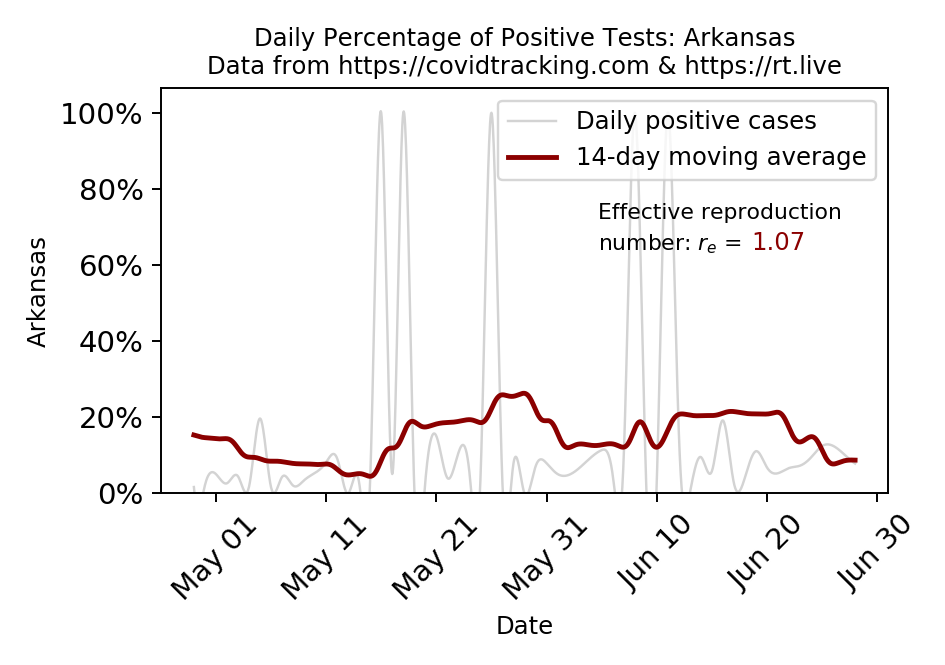 Daily Percentage of Positive Tests: Arkansas
Data from https://covidtracking.com & https://rt.live
100%
80%
60%
40%
20%
0%
Arkansas
Daily positive cases
14-day moving average
Effective reproduction
number: rₑ = 1.07
May 01
May 11
May 21
May 31
Jun 10
Jun 20
Jun 30
Date